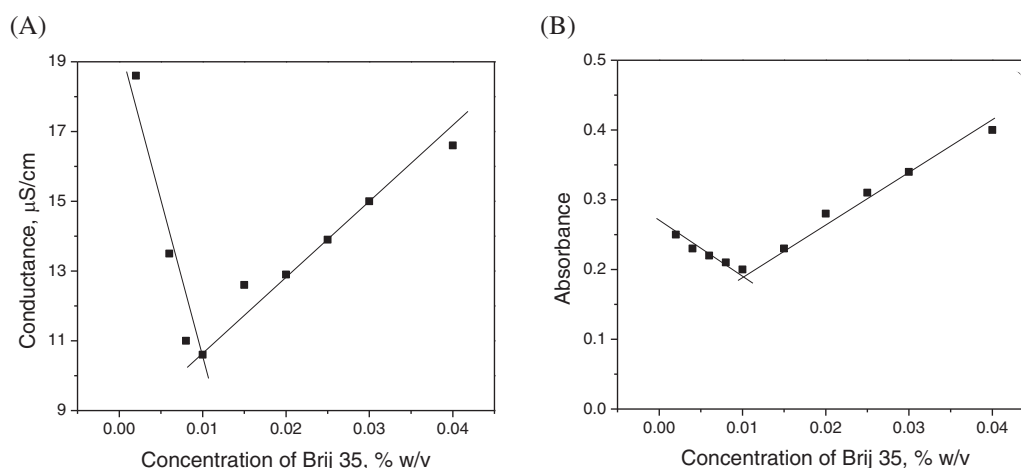 (A)
19
17
15
13
11
9
Conductance, µS/cm
0.00 0.01 0.02 0.03 0.04
Concentration of Brij 35, % w/v
(B)
0.5
0.4
0.3
0.2
0.1
0.0
Absorbance
0.00 0.01 0.02 0.03 0.04
Concentration of Brij 35, % w/v